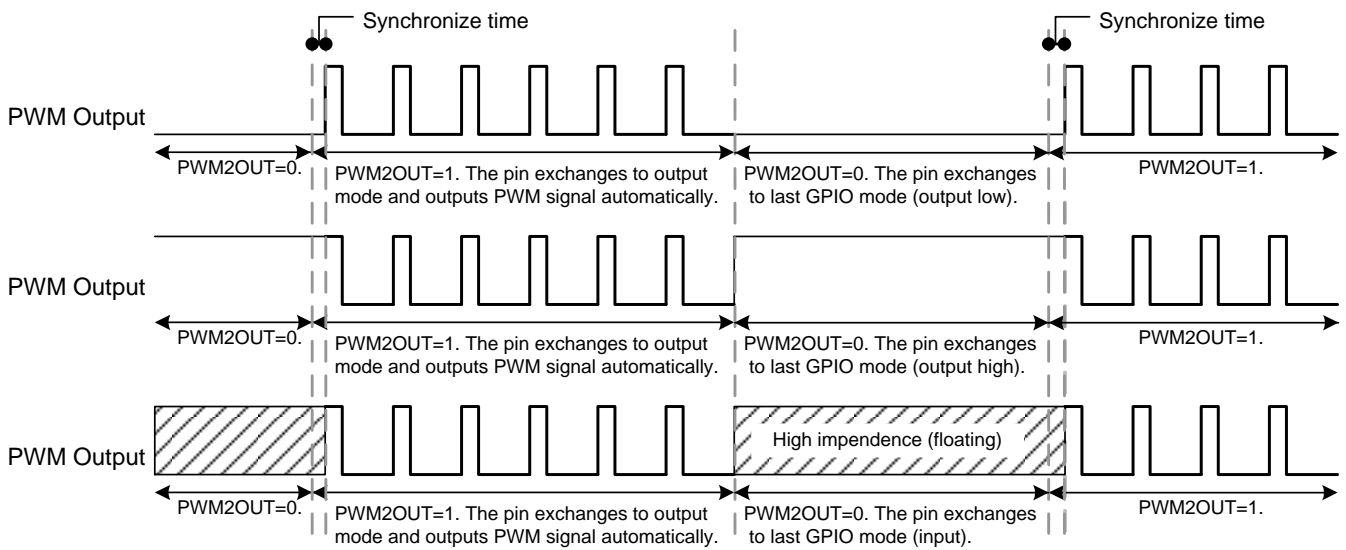 Synchronize time
Synchronize time
PWM Output
PWM2OUT=0.
PWM2OUT=1. The pin exchanges to output
mode and outputs PWM signal automatically.
PWM2OUT=0. The pin exchanges
to last GPIO mode (output low).
PWM2OUT=1.
PWM Output
PWM2OUT=0.
PWM2OUT=1. The pin exchanges to output
mode and outputs PWM signal automatically.
PWM2OUT=0. The pin exchanges
to last GPIO mode (output high).
PWM2OUT=1.
PWM Output
High impendence (floating)
PWM2OUT=0.
PWM2OUT=1. The pin exchanges to output
mode and outputs PWM signal automatically.
PWM2OUT=0. The pin exchanges
to last GPIO mode (input).
PWM2OUT=1.